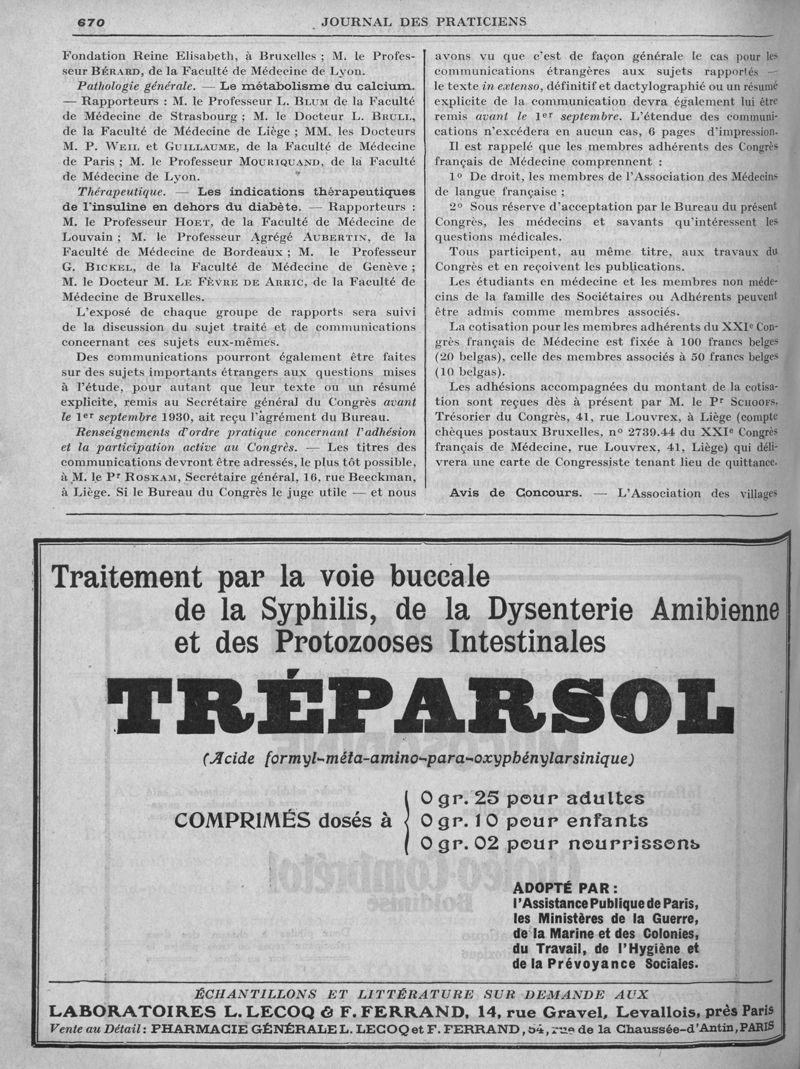 670
JOURNAL DES PRATICIENS
Fondation Reine Elisabeth, à Bruxelles ; M. le Profes-
seur BÉRARD, de la Faculté de Médecine de Lyon.
Pathologie générale. — Le métabolisme du calcium.
— Rapporteurs : M. le Professeur L. BLUM de la Faculté
de Médecine de Strasbourg ; M. le Docteur L. BRULL,
de la Faculté de Médecine de Liège ; MM. les Docteurs
M. P. WEIL et GUILLAUME, de la Faculté de Médecine
de Paris ; M. le Professeur MOURIQUAND, de la Faculté
de Médecine de Lyon.
Thérapeutique. — Les indications thérapeutiques
de l'insuline en dehors du diabète. — Rapporteurs :
M. le Professeur HOET, de la Faculté de Médecine de
Louvain ; M. le Professeur Agrégé AUBERTIN, de la
Faculté de Médecine de Bordeaux ; M. le Professeur
G. BICKEL, de la Faculté de Médecine de Genève ;
M. le Docteur M. LE FÈVRE DE ARRIC, de la Faculté de
Médecine de Bruxelles.
L'exposé de chaque groupe de rapports sera suivi
de la discussion du sujet traité et de communications
concernant ces sujets eux-mêmes.
Des communications pourront également être faites
sur des sujets importants étrangers aux questions mises
à l'étude, pour autant que leur texte ou un résumé
explicite, remis au Secrétaire général du Congrès avant
le 1er septembre 1930, ait reçu l'agrément du Bureau.
Renseignements d'ordre pratique concernant l'adhésion
et la participation active au Congrès. — Les titres des
communications devront être adressés, le plus tôt possible,
à M. le Pr ROSKAM, Secrétaire général, 16, rue Beeckman,
à Liége. Si le Bureau du Congrès le juge utile — et nous
avons vu que c'est de façon générale le cas pour les
communications étrangères aux sujets rapportés —
le texte in extenso, définitif et dactylographié ou un résumé
explicite de la communication devra également lui être
remis avant le 1er septembre. L'étendue des communi-
cations n'excédera en aucun cas, 6 pages d'impression.
Il est rappelé que les membres adhérents des Congrès
français de Médecine comprennent :
1º De droit, les membres de l'Association des Médecins
de langue française ;
2º Sous réserve d'acceptation par le Bureau du présent
Congrès, les médecins et savants qu'intéressent les
questions médicales.
Tous participent, au même titre, aux travaux du
Congrès et en reçoivent les publications.
Les étudiants en médecine et les membres non méde-
cins de la famille des Sociétaires ou Adhérents peuvent
être admis comme membres associés.
La cotisation pour les membres adhérents du XXIe Con-
grès français de Médecine est fixée à 100 francs belges
(20 belgas), celle des membres associés à 50 francs belges
(10 belgas).
Les adhésions accompagnées du montant de la cotisa-
tion sont reçues dès à présent par M. le Pr SCHOOFS,
Trésorier du Congrès, 41, rue Louvrex, à Liège (compte
chèques postaux Bruxelles, nº 2739.44 du XXIe Congrès
français de Médecine, rue Louvrex, 41, Liége) qui déli-
vrera une carte de Congressiste tenant lieu de quittance.
Avis de Concours. — L'Association des villages
Traitement par la voie buccale
de la Syphilis, de la Dysenterie Amibienne
et des Protozooses Intestinales
TRÉPARSOL
(Acide formyl-méta-amino-para-oxyphénylarsinique)
COMPRIMÉS dosés à
0 gr. 25 pour adultes
0 gr. 10 pour enfants
0 gr. 02 pour nourrissons
ADOPTÉ PAR :
l'Assistance Publique de Paris,
les Ministères de la Guerre,
de la Marine et des Colonies,
du Travail, de l'Hygiène et
de la Prévoyance Sociales.
ÉCHANTILLONS ET LITTÉRATURE SUR DEMANDE AUX
LABORATOIRES L. LECOQ & F. FERRAND, 14, rue Gravel, Levallois, près Paris
Vente au Détail : PHARMACIE GÉNÉRALE L. LECOQ et F. FERRAND, 54, rue de la Chaussée-d'Antin, PARIS